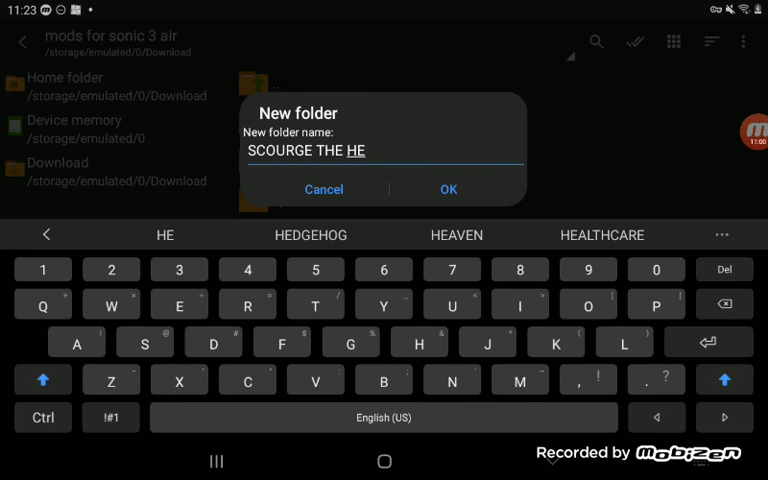 11:23
mods for sonic 3 air
/storage/emulated/0/Download
Home folder
/storage/emulated/0/Download
Device memory
/storage/emulated/0
Download
/storage/emulated/0/Download
..
New folder
New folder name:
SCOURGE THE HE
Cancel OK
11:00
HE HEDGEHOG HEAVEN HEALTHCARE
1 2 3 4 5 6 7 8 9 0 Del
Q W E R T Y U I O P
A S D F G H J K L
Z X C V B N M , ! . ?
Ctrl !#1 English (US)
Recorded by Mobizen